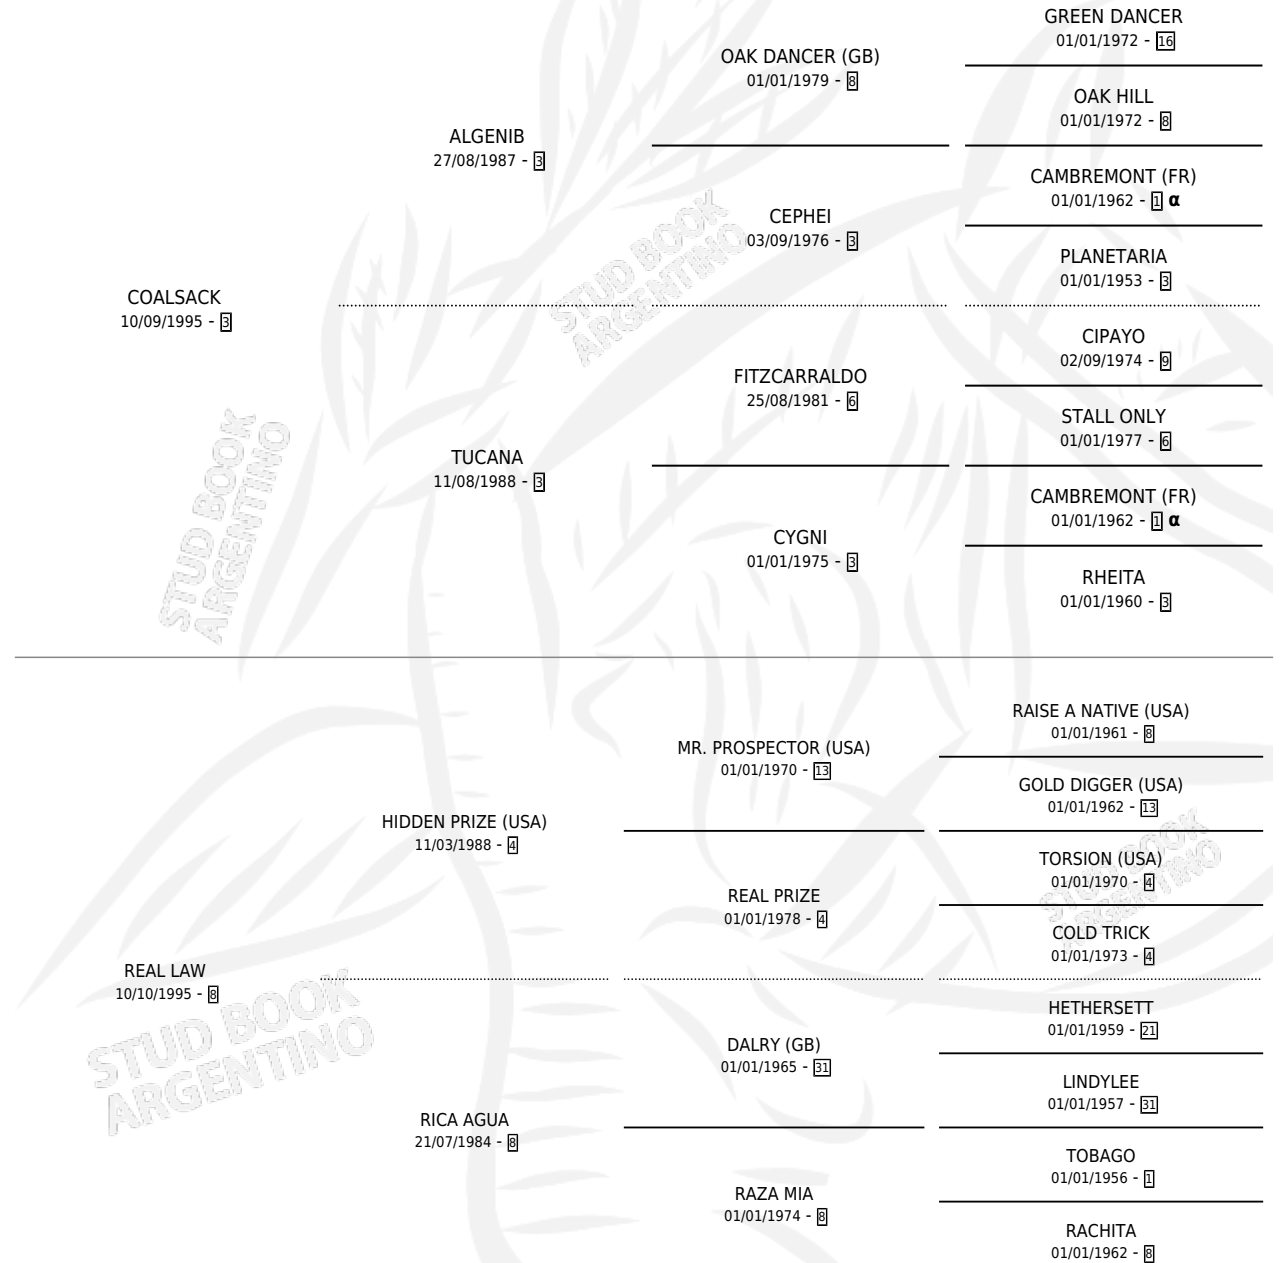 GREEN DANCER
01/01/1972 - 16
OAK DANCER (GB)
01/01/1979 - 8
OAK HILL
01/01/1972 - 8
ALGENIB
27/08/1987 - 3
CAMBREMONT (FR)
01/01/1962 - 1 α
CEPHEI
03/09/1976 - 3
PLANETARIA
01/01/1953 - 3
COALSACK
10/09/1995 - 3
CIPAYO
02/09/1974 - 9
FITZCARRALDO
25/08/1981 - 6
STALL ONLY
01/01/1977 - 6
TUCANA
11/08/1988 - 3
CAMBREMONT (FR)
01/01/1962 - 1 α
CYGNI
01/01/1975 - 3
RHEITA
01/01/1960 - 3
RAISE A NATIVE (USA)
01/01/1961 - 8
MR. PROSPECTOR (USA)
01/01/1970 - 13
GOLD DIGGER (USA)
01/01/1962 - 13
HIDDEN PRIZE (USA)
11/03/1988 - 4
TORSION (USA)
01/01/1970 - 4
REAL PRIZE
01/01/1978 - 4
COLD TRICK
01/01/1973 - 4
REAL LAW
10/10/1995 - 8
HETHERSETT
01/01/1959 - 21
DALRY (GB)
01/01/1965 - 31
LINDYLEE
01/01/1957 - 31
RICA AGUA
21/07/1984 - 8
TOBAGO
01/01/1956 - 1
RAZA MIA
01/01/1974 - 8
RACHITA
01/01/1962 - 8
STUD BOOK
ARGENTINO
STUD BOOK
ARGENTINO
STUD BOOK
ARGENTINO
STUD BOOK
ARGENTINO